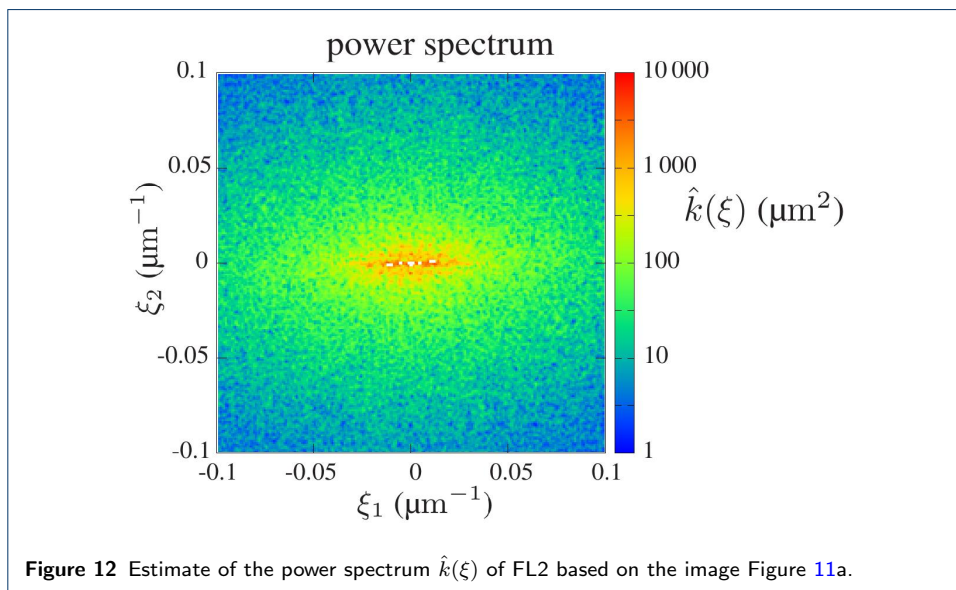 power spectrum
0.1
0.05
0
-0.05
-0.1
ξ₂ (μm⁻¹)
-0.1 -0.05 0 0.05 0.1
ξ₁ (μm⁻¹)
10 000
1 000
100
10
1
k̂(ξ) (μm²)
Figure 12 Estimate of the power spectrum k̂(ξ) of FL2 based on the image Figure 11a.